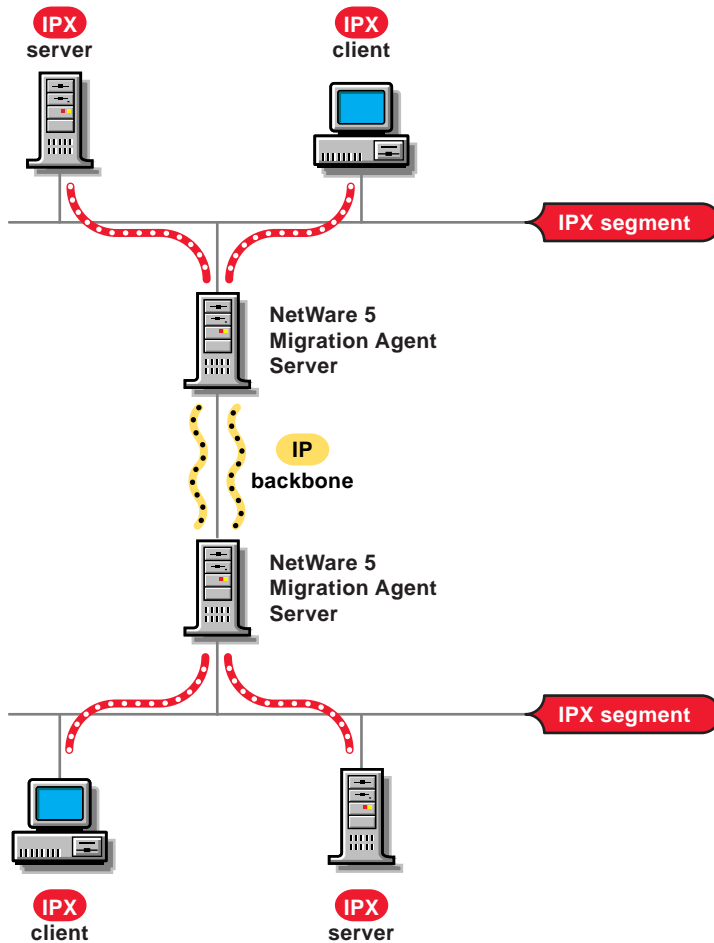 IPX IPX
server client
IPX segment
NetWare 5
Migration Agent
Server
IP
backbone
NetWare 5
Migration Agent
Server
IPX segment
IPX IPX
client server